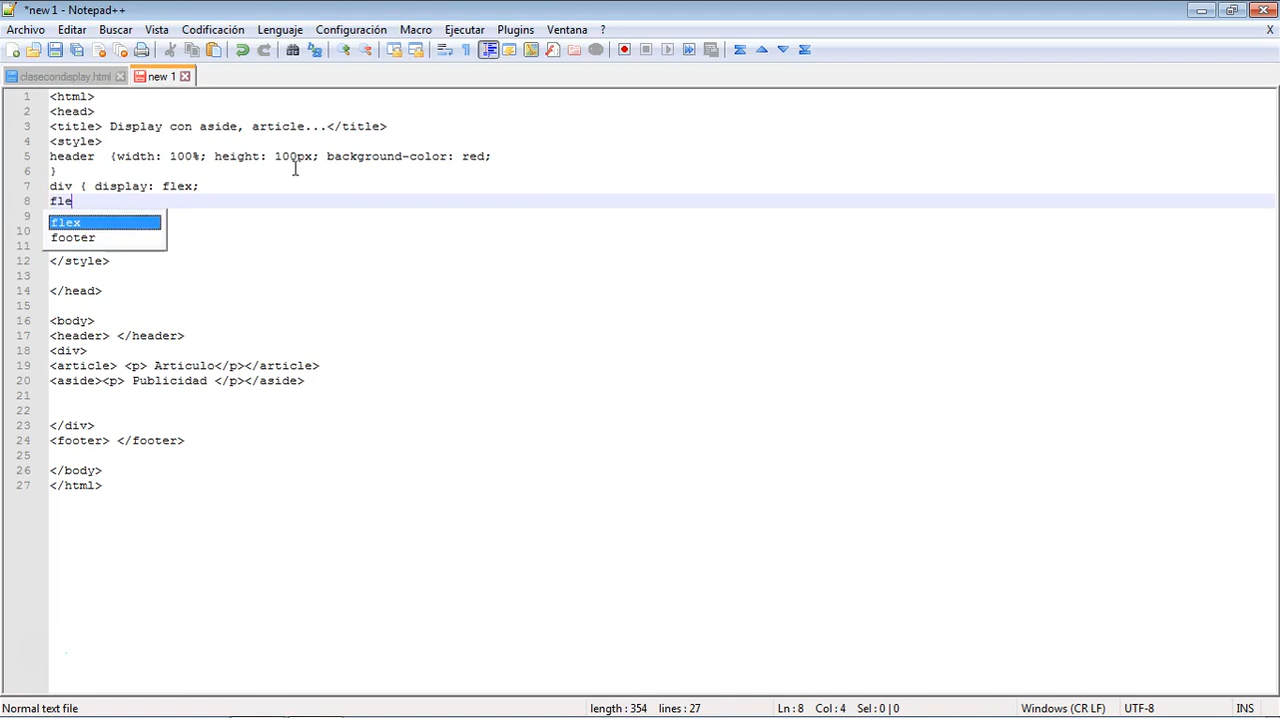 *new 1 - Notepad++
Archivo Editar Buscar Vista Codificación Lenguaje Configuración Macro Ejecutar Plugins Ventana ? X
clasecondisplay.html new 1
1 <html>
2 <head>
3 <title> Display con aside, article...</title>
4 <style>
5 header {width: 100%; height: 100px; background-color: red;
6 }
7 div { display: flex;
8 fle
9 flex
10 footer
11
12 </style>
13
14 </head>
15
16 <body>
17 <header> </header>
18 <div>
19 <article> <p> Articulo</p></article>
20 <aside><p> Publicidad </p></aside>
21
22
23 </div>
24 <footer> </footer>
25
26 </body>
27 </html>
Normal text file length : 354 lines : 27 Ln : 8 Col : 4 Sel : 0 | 0 Windows (CR LF) UTF-8 INS